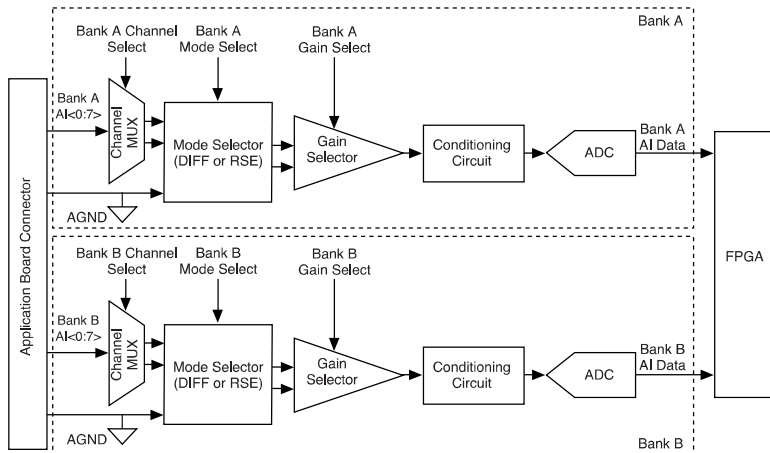 Bank A
Bank A Channel
Select
Bank A
Mode Select
Bank A
Gain Select
Bank A
AI<0:7>
Channel
MUX
Mode Selector
(DIFF or RSE)
Gain
Selector
Conditioning
Circuit
ADC
Bank A
AI Data
AGND
Application Board Connector
FPGA
Bank B Channel
Select
Bank B
Mode Select
Bank B
Gain Select
Bank B
AI<0:7>
Channel
MUX
Mode Selector
(DIFF or RSE)
Gain
Selector
Conditioning
Circuit
ADC
Bank B
AI Data
AGND
Bank B